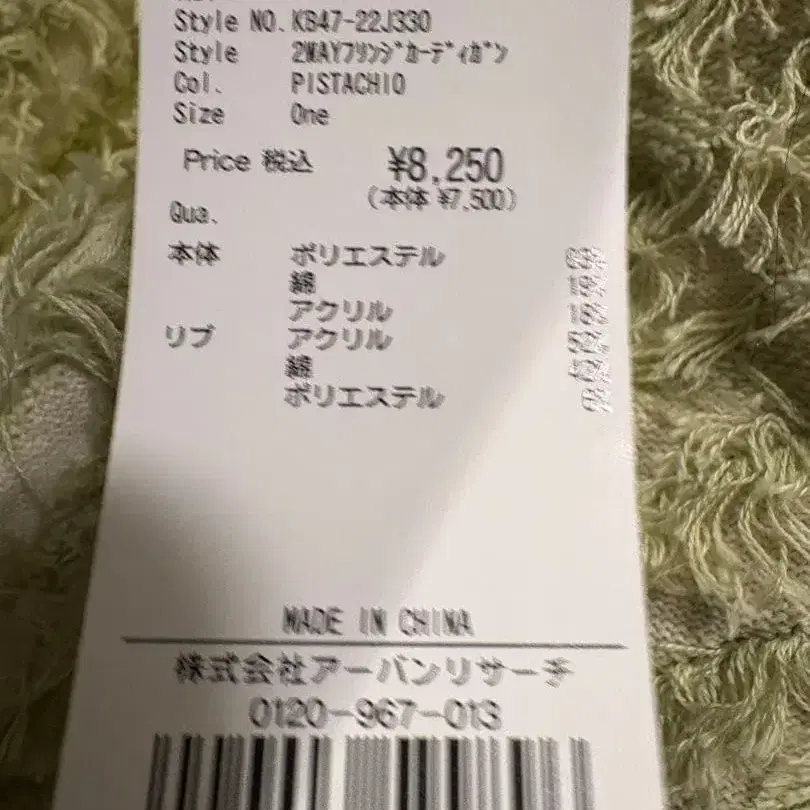 Style NO. KB47-22J330
Style 2WAYﾌﾘﾝｼﾞｶｰﾃﾞｨｶﾞﾝ
Col. PISTACHIO
Size One
Price 税込 ¥8,250
(本体 ¥7,500)
Qua.
本体 ポリエステル
綿
アクリル
リブ アクリル
綿
ポリエステル
MADE IN CHINA
株式会社アーバンリサーチ
0120-967-013